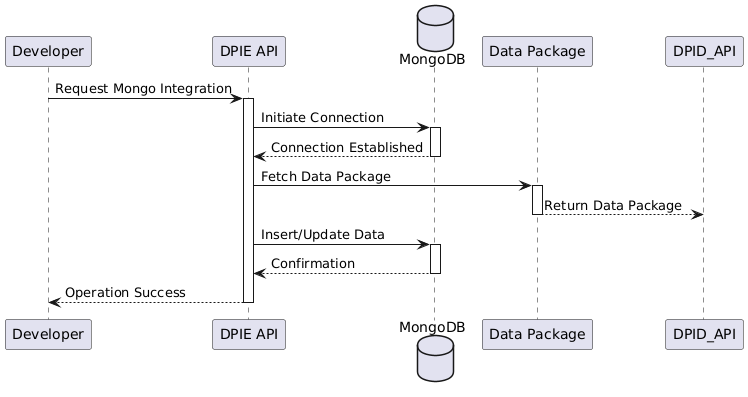 MongoDB
Developer
DPIE API
Data Package
DPID_API
Request Mongo Integration
Initiate Connection
Connection Established
Fetch Data Package
Return Data Package
Insert/Update Data
Confirmation
Operation Success
MongoDB
Developer
DPIE API
Data Package
DPID_API